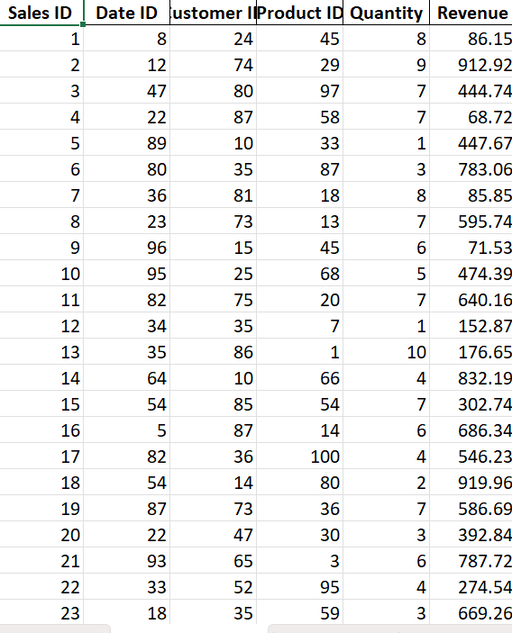 Sales ID Date ID ustomer I Product ID Quantity Revenue
1 8 24 45 8 86.15
2 12 74 29 9 912.92
3 47 80 97 7 444.74
4 22 87 58 7 68.72
5 89 10 33 1 447.67
6 80 35 87 3 783.06
7 36 81 18 8 85.85
8 23 73 13 7 595.74
9 96 15 45 6 71.53
10 95 25 68 5 474.39
11 82 75 20 7 640.16
12 34 35 7 1 152.87
13 35 86 1 10 176.65
14 64 10 66 4 832.19
15 54 85 54 7 302.74
16 5 87 14 6 686.34
17 82 36 100 4 546.23
18 54 14 80 2 919.96
19 87 73 36 7 586.69
20 22 47 30 3 392.84
21 93 65 3 6 787.72
22 33 52 95 4 274.54
23 18 35 59 3 669.26